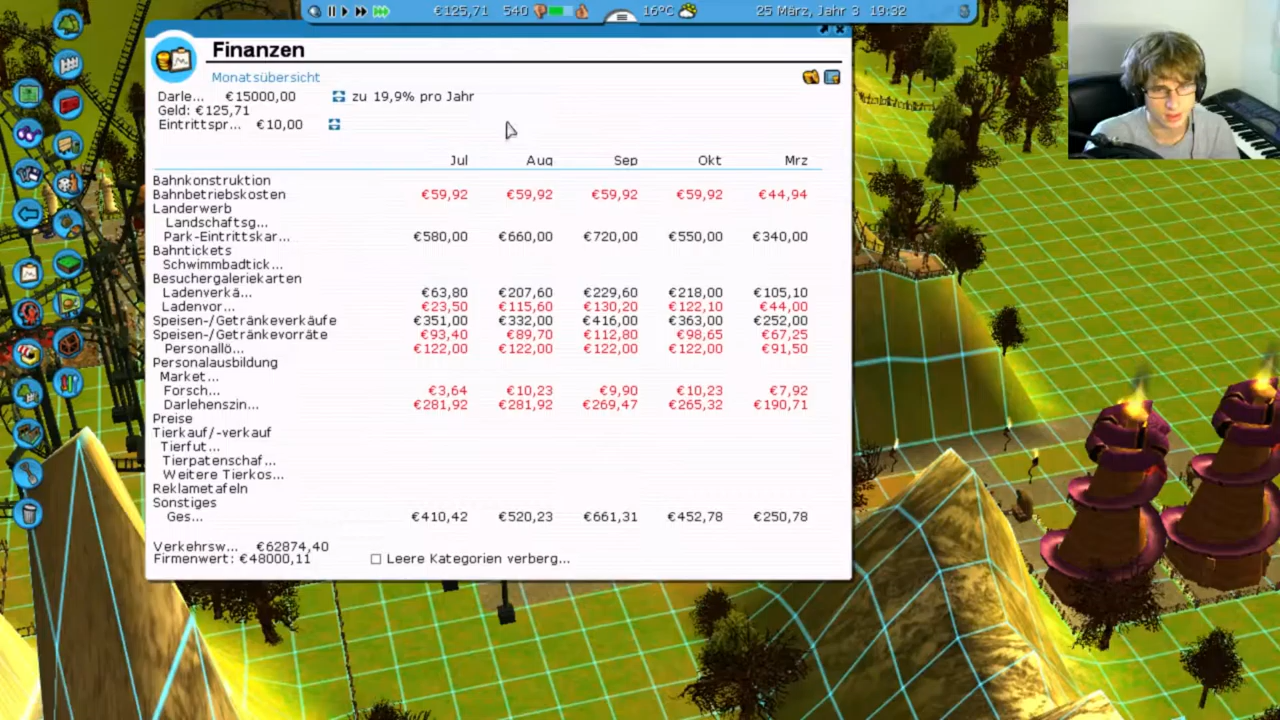 €125,71 540 16ºC 25 März, Jahr 3 19:32
Finanzen
Monatsübersicht
Darle... €15000,00 zu 19,9% pro Jahr
Geld: €125,71
Eintrittspr... €10,00
Jul Aug Sep Okt Mrz
Bahnkonstruktion
Bahnbetriebskosten €59,92 €59,92 €59,92 €59,92 €44,94
Landerwerb
Landschaftsg...
Park-Eintrittskar... €580,00 €660,00 €720,00 €550,00 €340,00
Bahntickets
Schwimmbadtick...
Besuchergaleriekarten
Ladenverkä... €63,80 €207,60 €229,60 €218,00 €105,10
Ladenvor... €23,50 €115,60 €130,20 €122,10 €44,00
Speisen-/Getränkeverkäufe €351,00 €332,00 €416,00 €363,00 €252,00
Speisen-/Getränkevorräte €93,40 €89,70 €112,80 €98,65 €67,25
Personallö... €122,00 €122,00 €122,00 €122,00 €91,50
Personalausbildung
Market...
Forsch... €3,64 €10,23 €9,90 €10,23 €7,92
Darlehenszin... €281,92 €281,92 €269,47 €265,32 €190,71
Preise
Tierkauf/-verkauf
Tierfut...
Tierpatenschaf...
Weitere Tierkos...
Reklametafeln
Sonstiges
Ges... €410,42 €520,23 €661,31 €452,78 €250,78
Verkehrsw... €62874,40
Firmenwert: €48000,11 Leere Kategorien verberg...